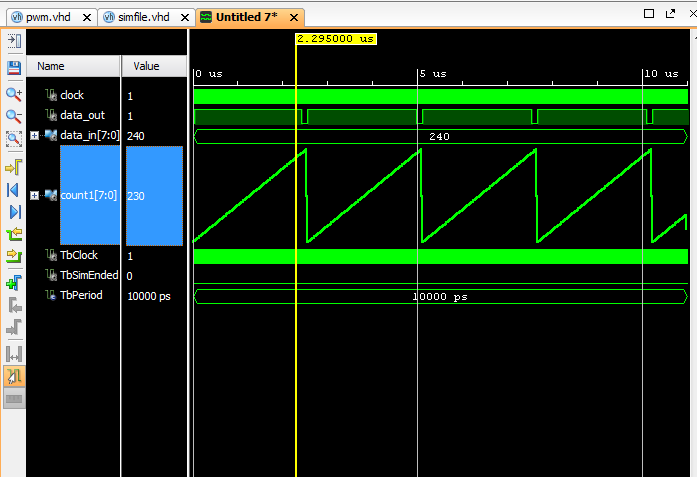 pwm.vhd simfile.vhd Untitled 7*
2.295000 us
Name Value
0 us 5 us 10 us
clock 1
data_out 1
data_in[7:0] 240 240
count1[7:0] 230
TbClock 1
TbSimEnded 0
TbPeriod 10000 ps 10000 ps